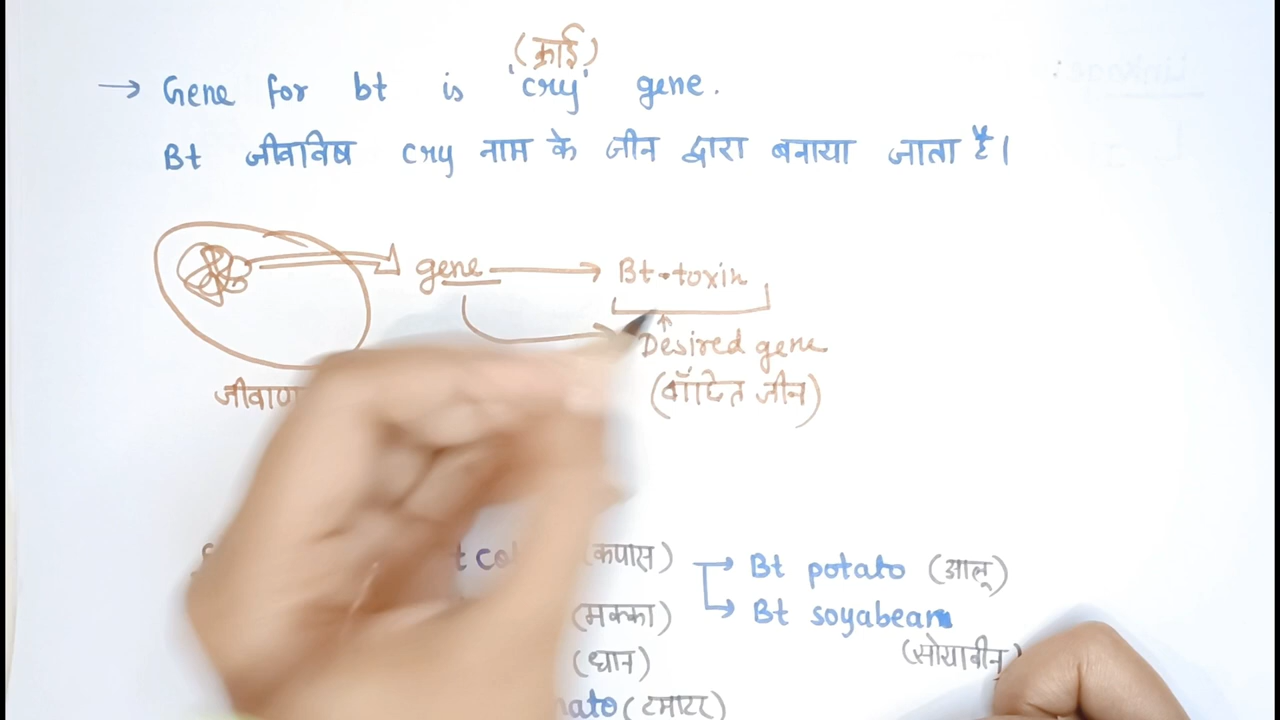 (क्राई)
→ Gene for bt is 'cry' gene.
Bt जीवविष cry नाम के जीन द्वारा बनाया जाता है।
gene → Bt-toxin
Desired gene
(वाँछित जीन)
(कपास) → Bt potato (आलू)
(मक्का) → Bt soyabean
(धान) (सोयाबीन)
(टमाटर)